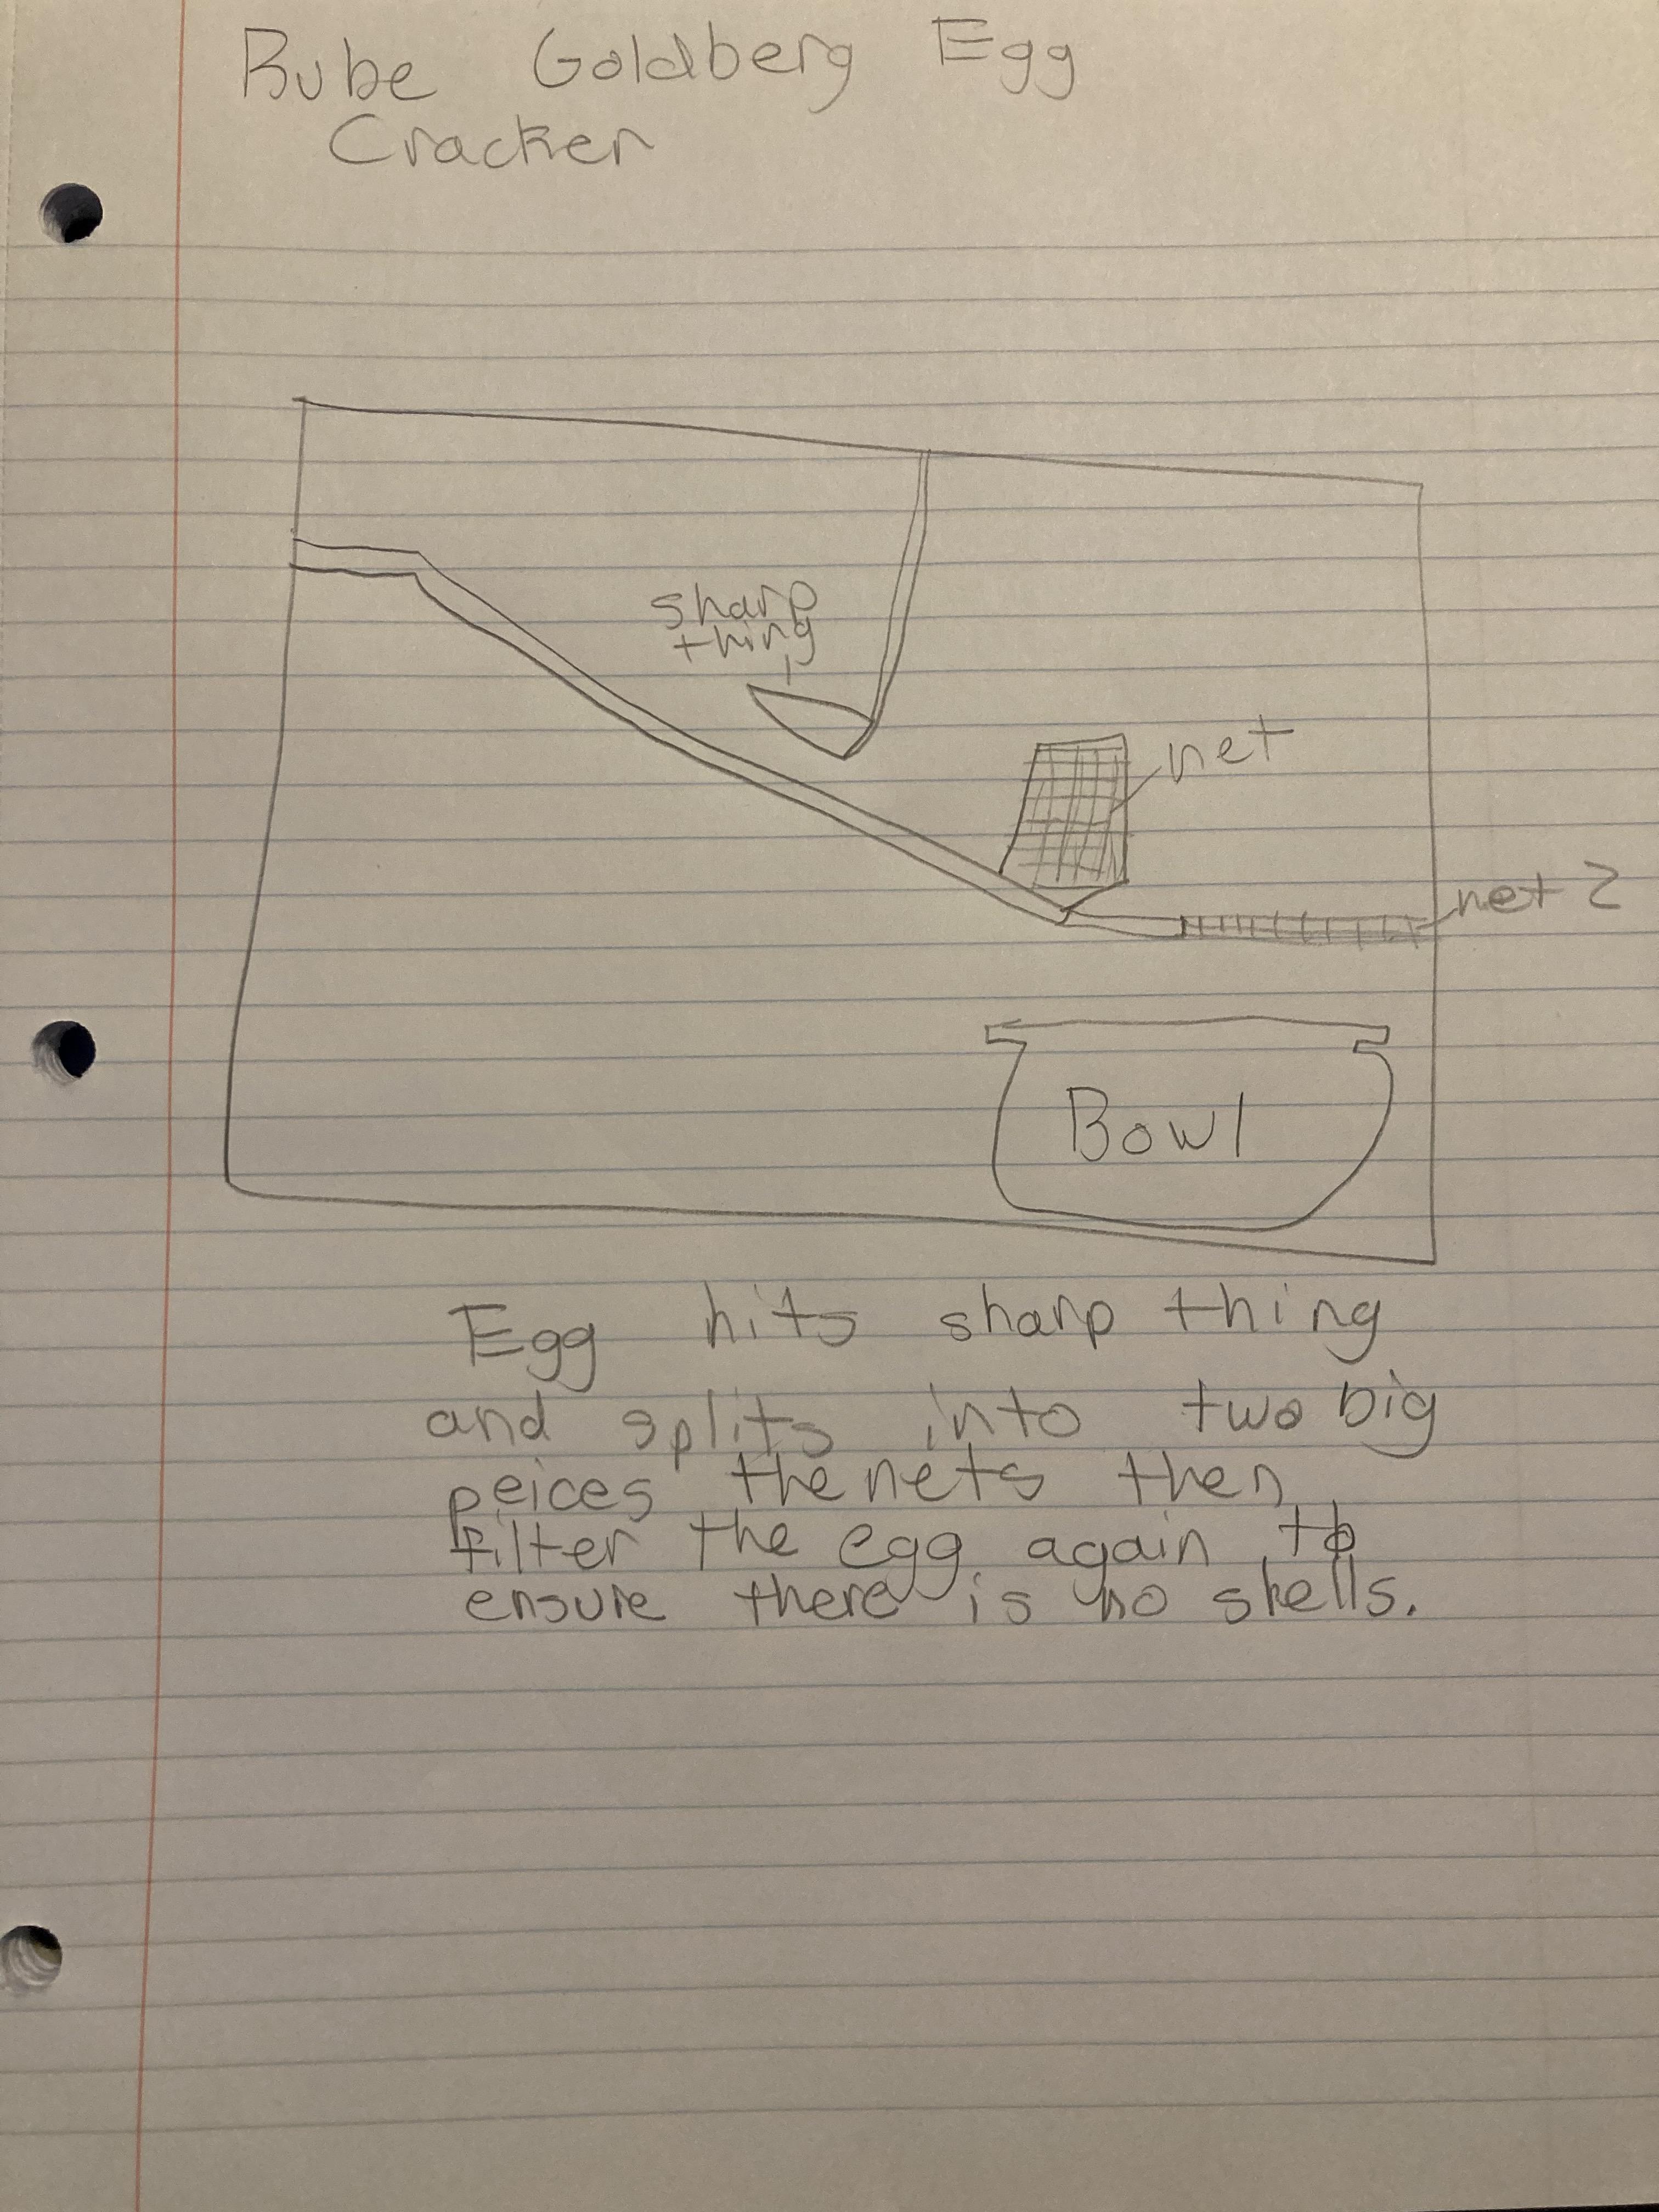 Rube Goldberg Egg
Cracker
sharp
thing
net
net 2
Bowl
Egg hits sharp thing
and splits into two big
peices the nets then
filter the egg again to
ensure there is no shells.